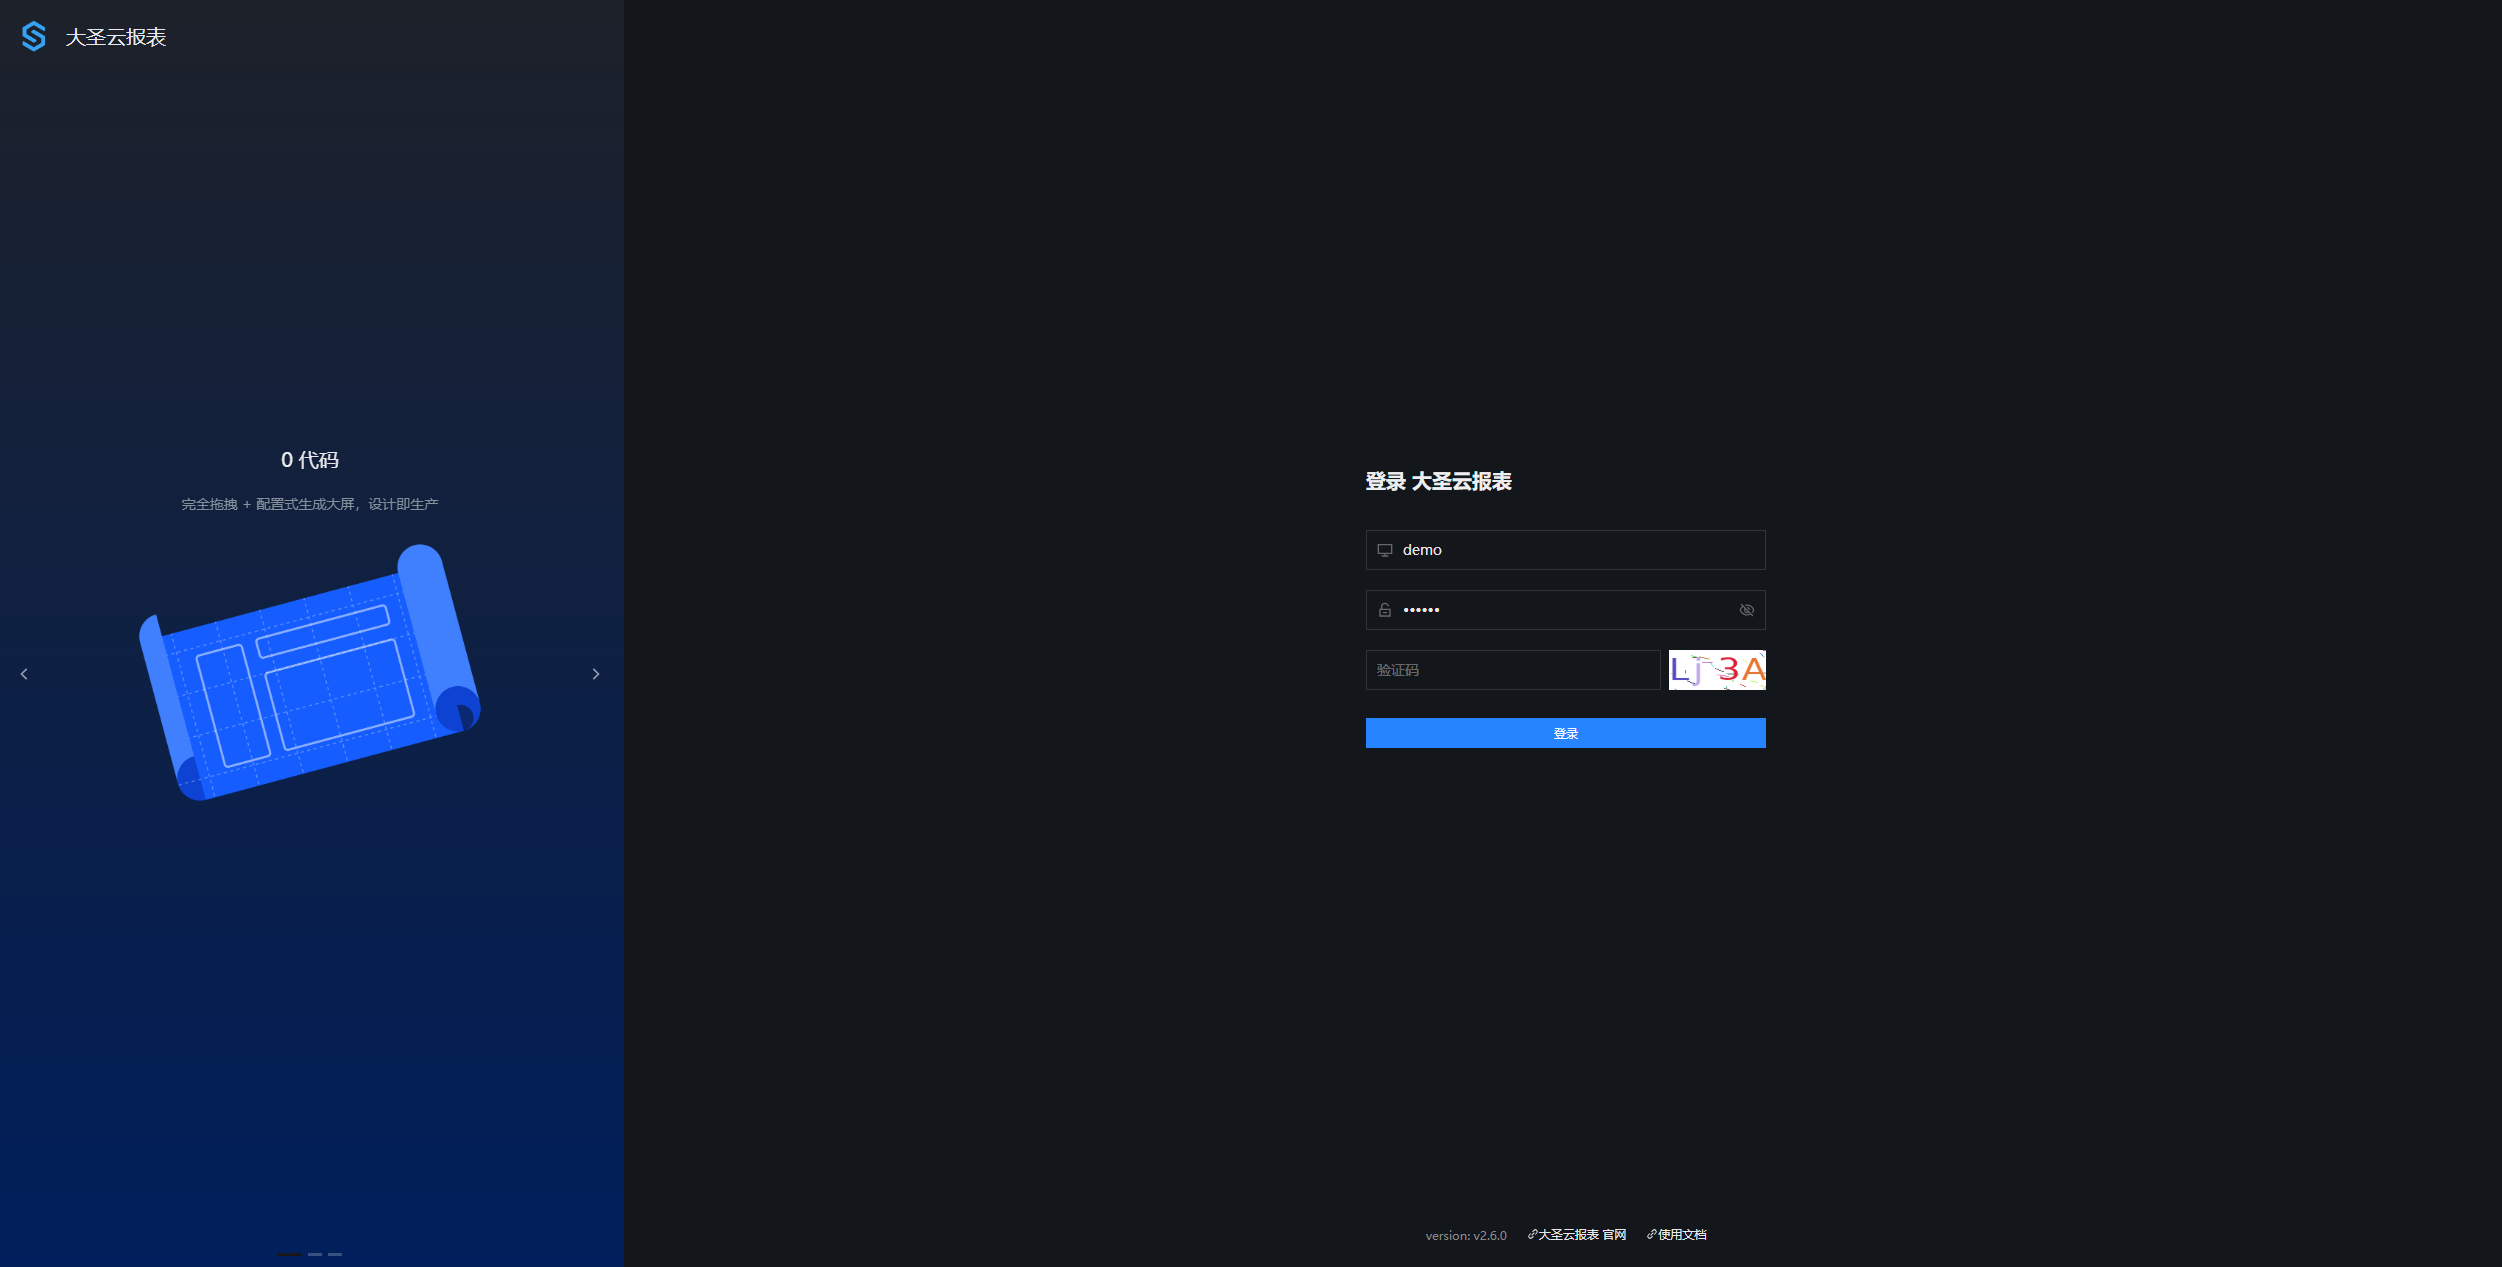 大圣云报表
0 代码
完全拖拽 + 配置式生成大屏，设计即生产
登录 大圣云报表
demo
••••••
验证码
Lj3A
登录
version: v2.6.0 大圣云报表 官网 使用文档